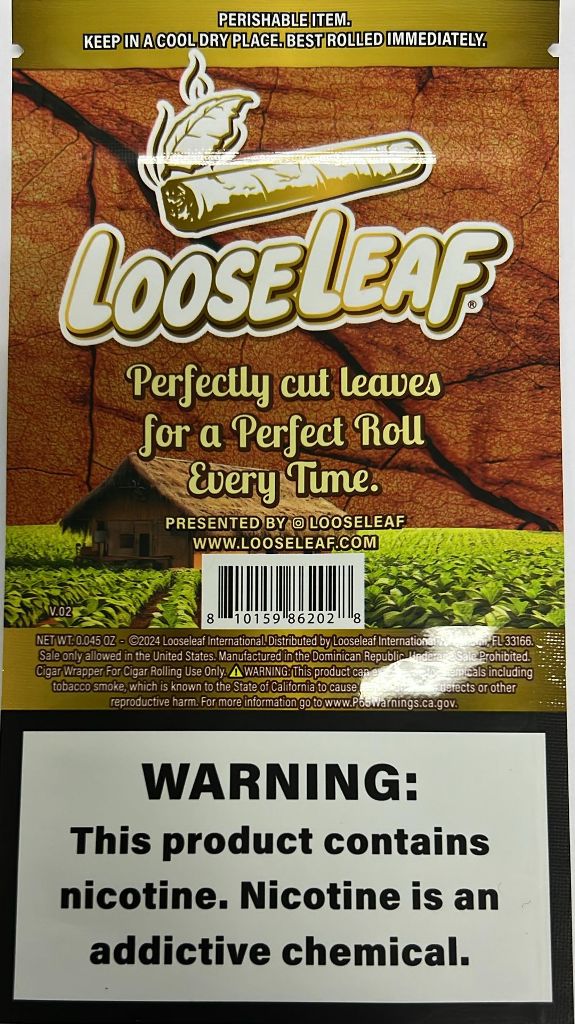 PERISHABLE ITEM.
KEEP IN A COOL DRY PLACE. BEST ROLLED IMMEDIATELY.
LOOSELEAF®
Perfectly cut leaves
for a Perfect Roll
Every Time.
PRESENTED BY LOOSELEAF
WWW.LOOSELEAF.COM
V.02
8 10159 86202 8
NET WT. 0.045 OZ - ©2024 Looseleaf International. Distributed by Looseleaf International FL 33166.
Sale only allowed in the United States. Manufactured in the Dominican Republic. Underage Sale Prohibited.
Cigar Wrapper For Cigar Rolling Use Only. ⚠WARNING: This product can including
tobacco smoke, which is known to the State of California to cause defects or other
reproductive harm. For more information go to www.P65Warnings.ca.gov.
WARNING:
This product contains
nicotine. Nicotine is an
addictive chemical.